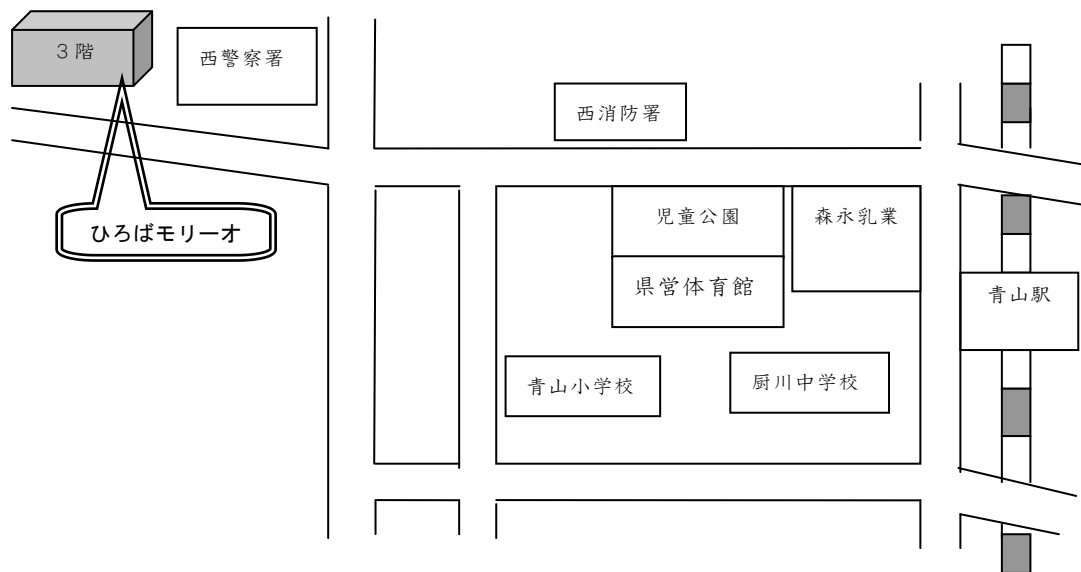 3階
西警察署
西消防署
ひろばモリーオ
児童公園
森永乳業
県営体育館
青山駅
青山小学校
厨川中学校